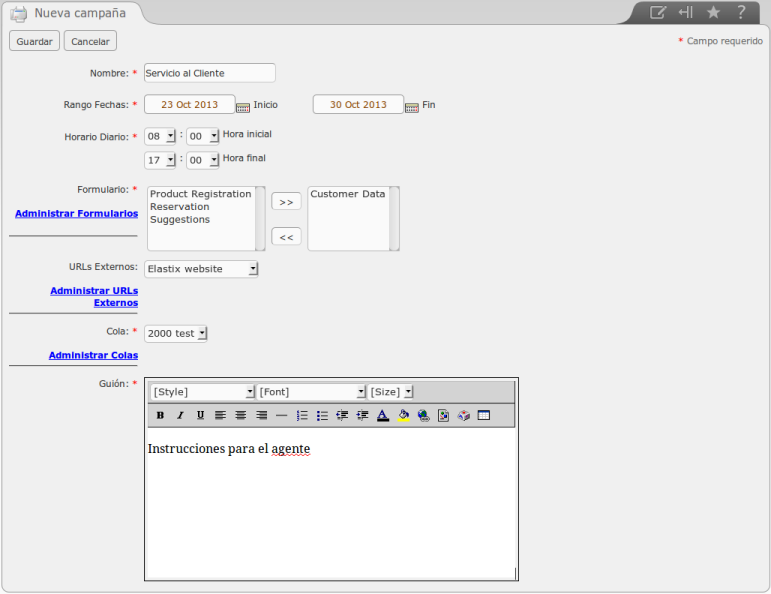 Nueva campaña
?
Guardar Cancelar * Campo requerido
Nombre: * Servicio al Cliente
Rango Fechas: * 23 Oct 2013 Inicio 30 Oct 2013 Fin
Horario Diario: * 08 : 00 Hora inicial
17 : 00 Hora final
Formulario: * Product Registration >> Customer Data
Reservation
Administrar Formularios Suggestions
<<
URLs Externos: Elastix website
Administrar URLs
Externos
Cola: * 2000 test
Administrar Colas
Guión: * [Style] [Font] [Size]
B I U A
Instrucciones para el agente